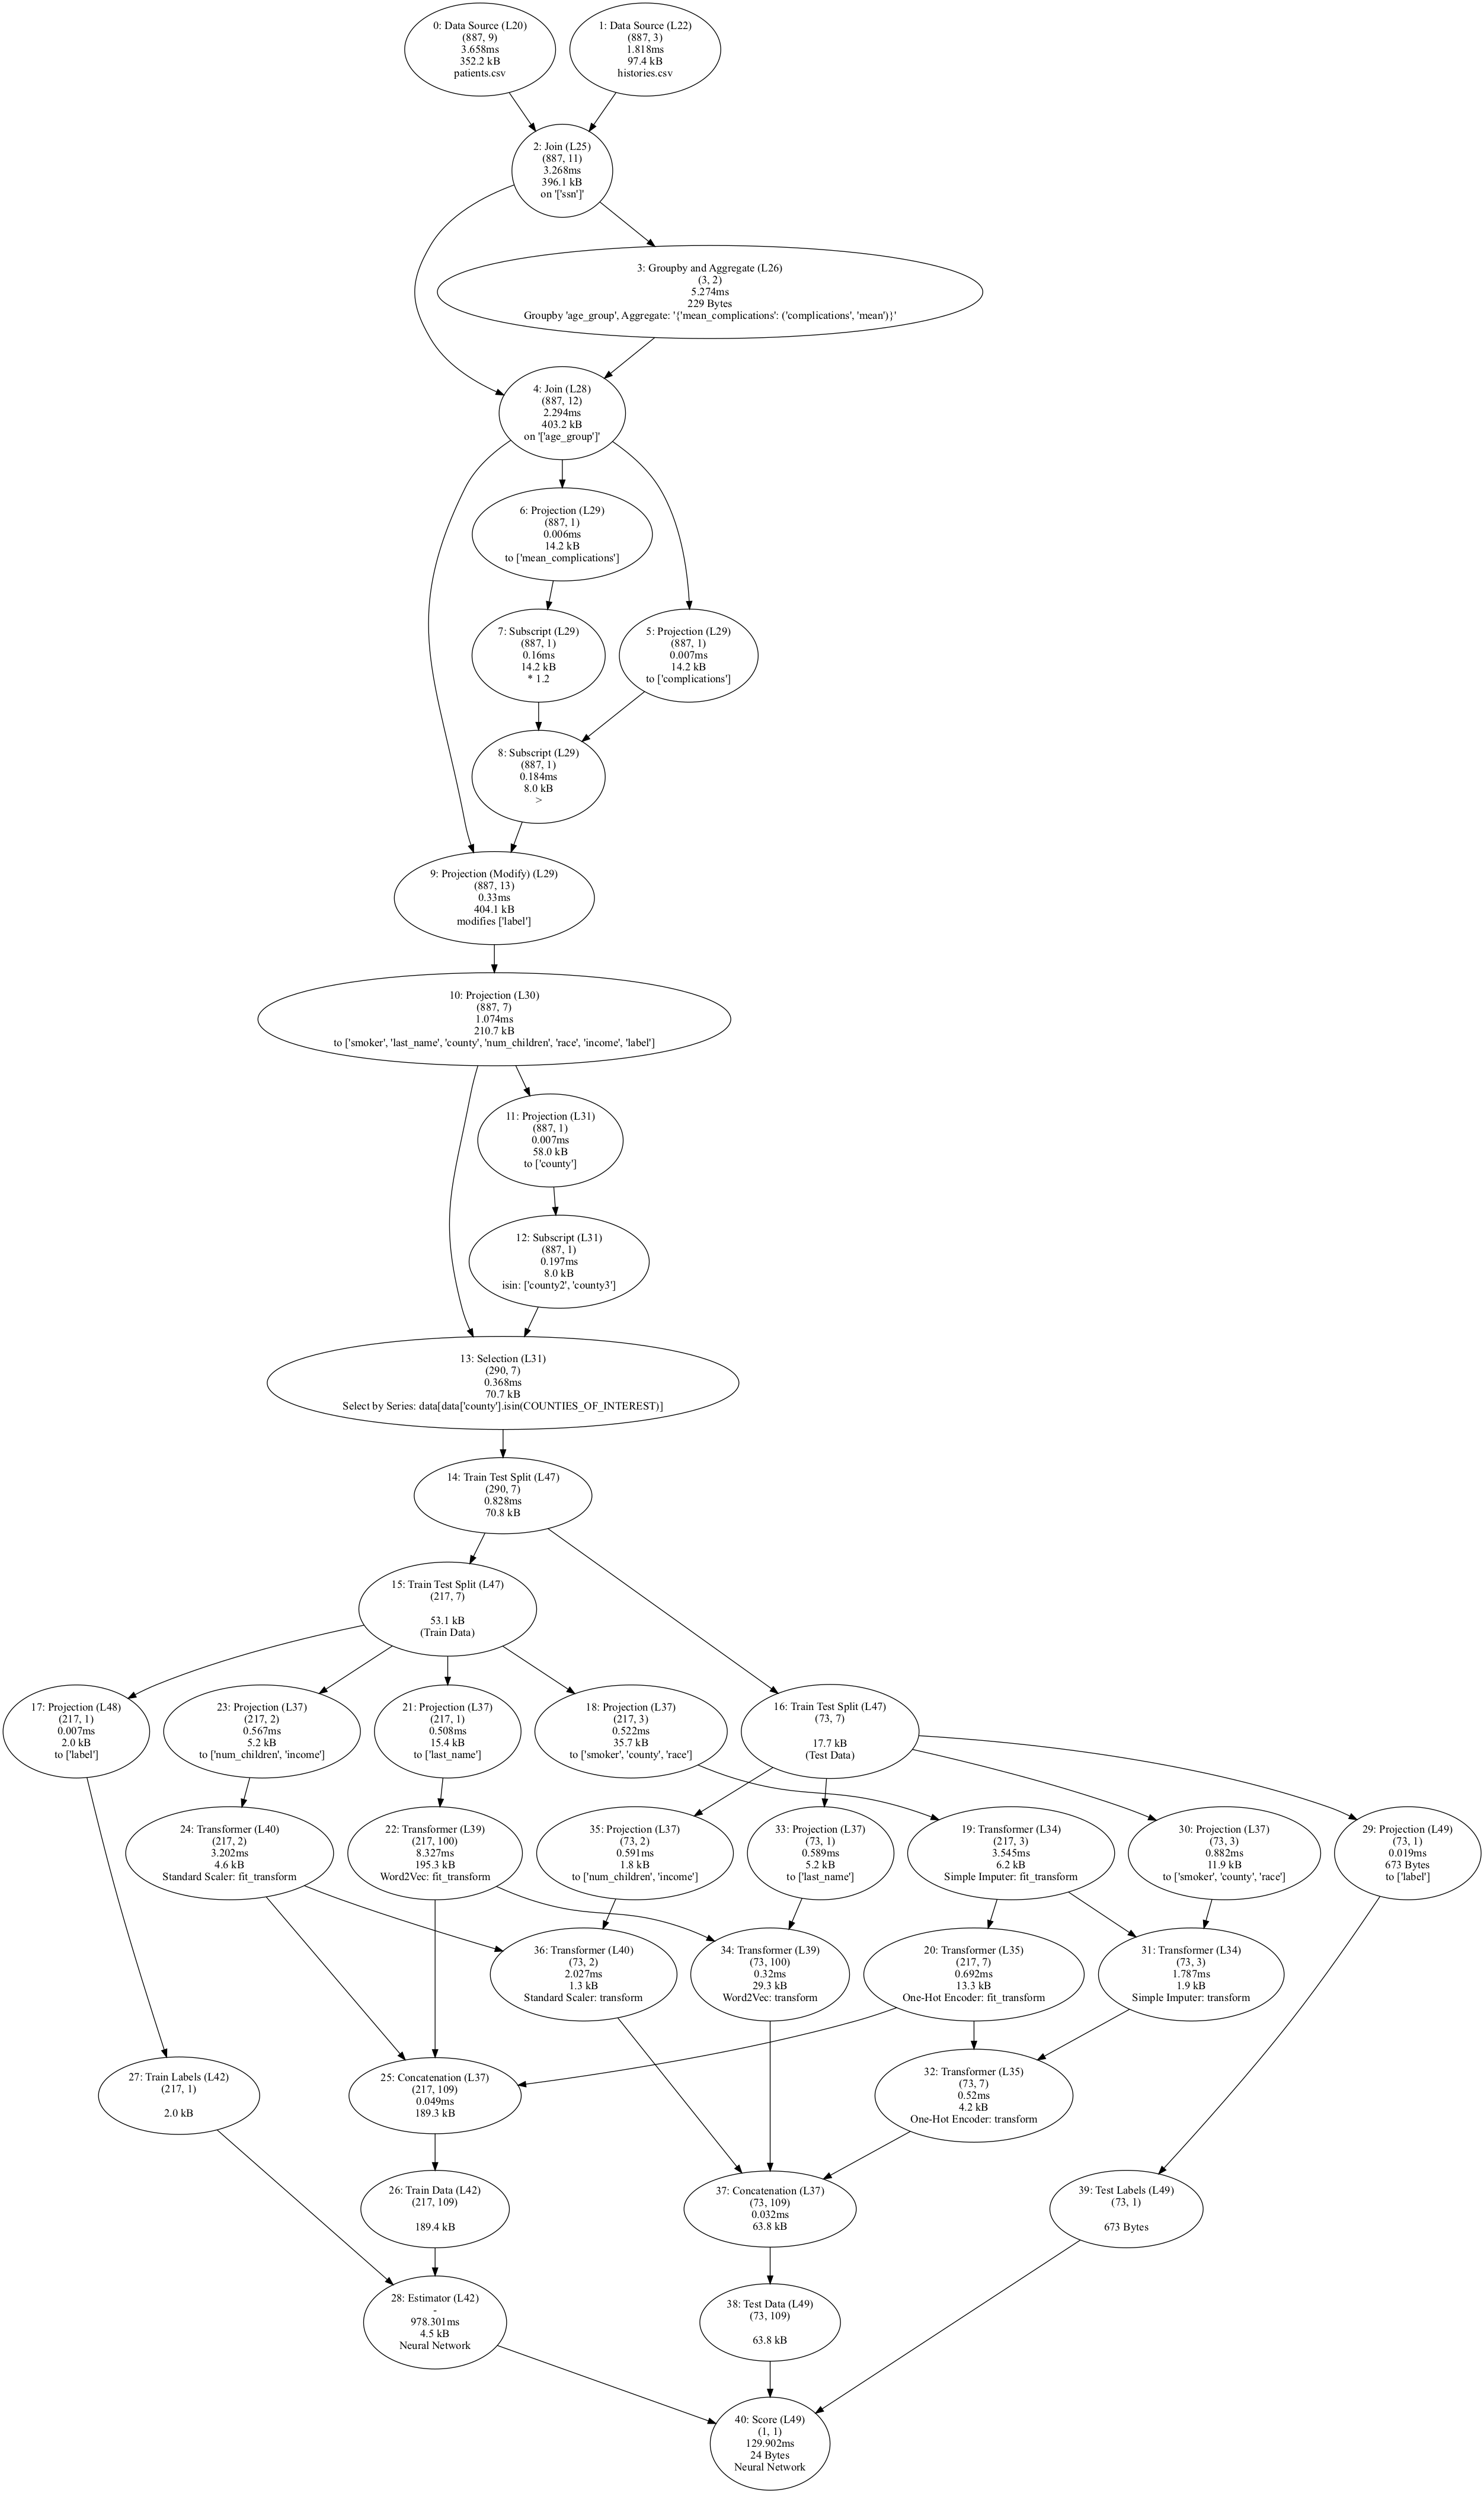 0: Data Source (L20)
(887, 9)
3.658ms
352.2 kB
patients.csv
1: Data Source (L22)
(887, 3)
1.818ms
97.4 kB
histories.csv
2: Join (L25)
(887, 11)
3.268ms
396.1 kB
on '['ssn']'
3: Groupby and Aggregate (L26)
(3, 2)
5.274ms
229 Bytes
Groupby 'age_group', Aggregate: '{'mean_complications': ('complications', 'mean')}'
4: Join (L28)
(887, 12)
2.294ms
403.2 kB
on '['age_group']'
6: Projection (L29)
(887, 1)
0.006ms
14.2 kB
to ['mean_complications']
7: Subscript (L29)
(887, 1)
0.16ms
14.2 kB
* 1.2
5: Projection (L29)
(887, 1)
0.007ms
14.2 kB
to ['complications']
8: Subscript (L29)
(887, 1)
0.184ms
8.0 kB
>
9: Projection (Modify) (L29)
(887, 13)
0.33ms
404.1 kB
modifies ['label']
10: Projection (L30)
(887, 7)
1.074ms
210.7 kB
to ['smoker', 'last_name', 'county', 'num_children', 'race', 'income', 'label']
11: Projection (L31)
(887, 1)
0.007ms
58.0 kB
to ['county']
12: Subscript (L31)
(887, 1)
0.197ms
8.0 kB
isin: ['county2', 'county3']
13: Selection (L31)
(290, 7)
0.368ms
70.7 kB
Select by Series: data[data['county'].isin(COUNTIES_OF_INTEREST)]
14: Train Test Split (L47)
(290, 7)
0.828ms
70.8 kB
15: Train Test Split (L47)
(217, 7)
53.1 kB
(Train Data)
17: Projection (L48)
(217, 1)
0.007ms
2.0 kB
to ['label']
23: Projection (L37)
(217, 2)
0.567ms
5.2 kB
to ['num_children', 'income']
21: Projection (L37)
(217, 1)
0.508ms
15.4 kB
to ['last_name']
18: Projection (L37)
(217, 3)
0.522ms
35.7 kB
to ['smoker', 'county', 'race']
16: Train Test Split (L47)
(73, 7)
17.7 kB
(Test Data)
24: Transformer (L40)
(217, 2)
3.202ms
4.6 kB
Standard Scaler: fit_transform
22: Transformer (L39)
(217, 100)
8.327ms
195.3 kB
Word2Vec: fit_transform
35: Projection (L37)
(73, 2)
0.591ms
1.8 kB
to ['num_children', 'income']
33: Projection (L37)
(73, 1)
0.589ms
5.2 kB
to ['last_name']
19: Transformer (L34)
(217, 3)
3.545ms
6.2 kB
Simple Imputer: fit_transform
30: Projection (L37)
(73, 3)
0.882ms
11.9 kB
to ['smoker', 'county', 'race']
29: Projection (L49)
(73, 1)
0.019ms
673 Bytes
to ['label']
36: Transformer (L40)
(73, 2)
2.027ms
1.3 kB
Standard Scaler: transform
34: Transformer (L39)
(73, 100)
0.32ms
29.3 kB
Word2Vec: transform
20: Transformer (L35)
(217, 7)
0.692ms
13.3 kB
One-Hot Encoder: fit_transform
31: Transformer (L34)
(73, 3)
1.787ms
1.9 kB
Simple Imputer: transform
27: Train Labels (L42)
(217, 1)
2.0 kB
25: Concatenation (L37)
(217, 109)
0.049ms
189.3 kB
32: Transformer (L35)
(73, 7)
0.52ms
4.2 kB
One-Hot Encoder: transform
26: Train Data (L42)
(217, 109)
189.4 kB
37: Concatenation (L37)
(73, 109)
0.032ms
63.8 kB
39: Test Labels (L49)
(73, 1)
673 Bytes
28: Estimator (L42)
-
978.301ms
4.5 kB
Neural Network
38: Test Data (L49)
(73, 109)
63.8 kB
40: Score (L49)
(1, 1)
129.902ms
24 Bytes
Neural Network